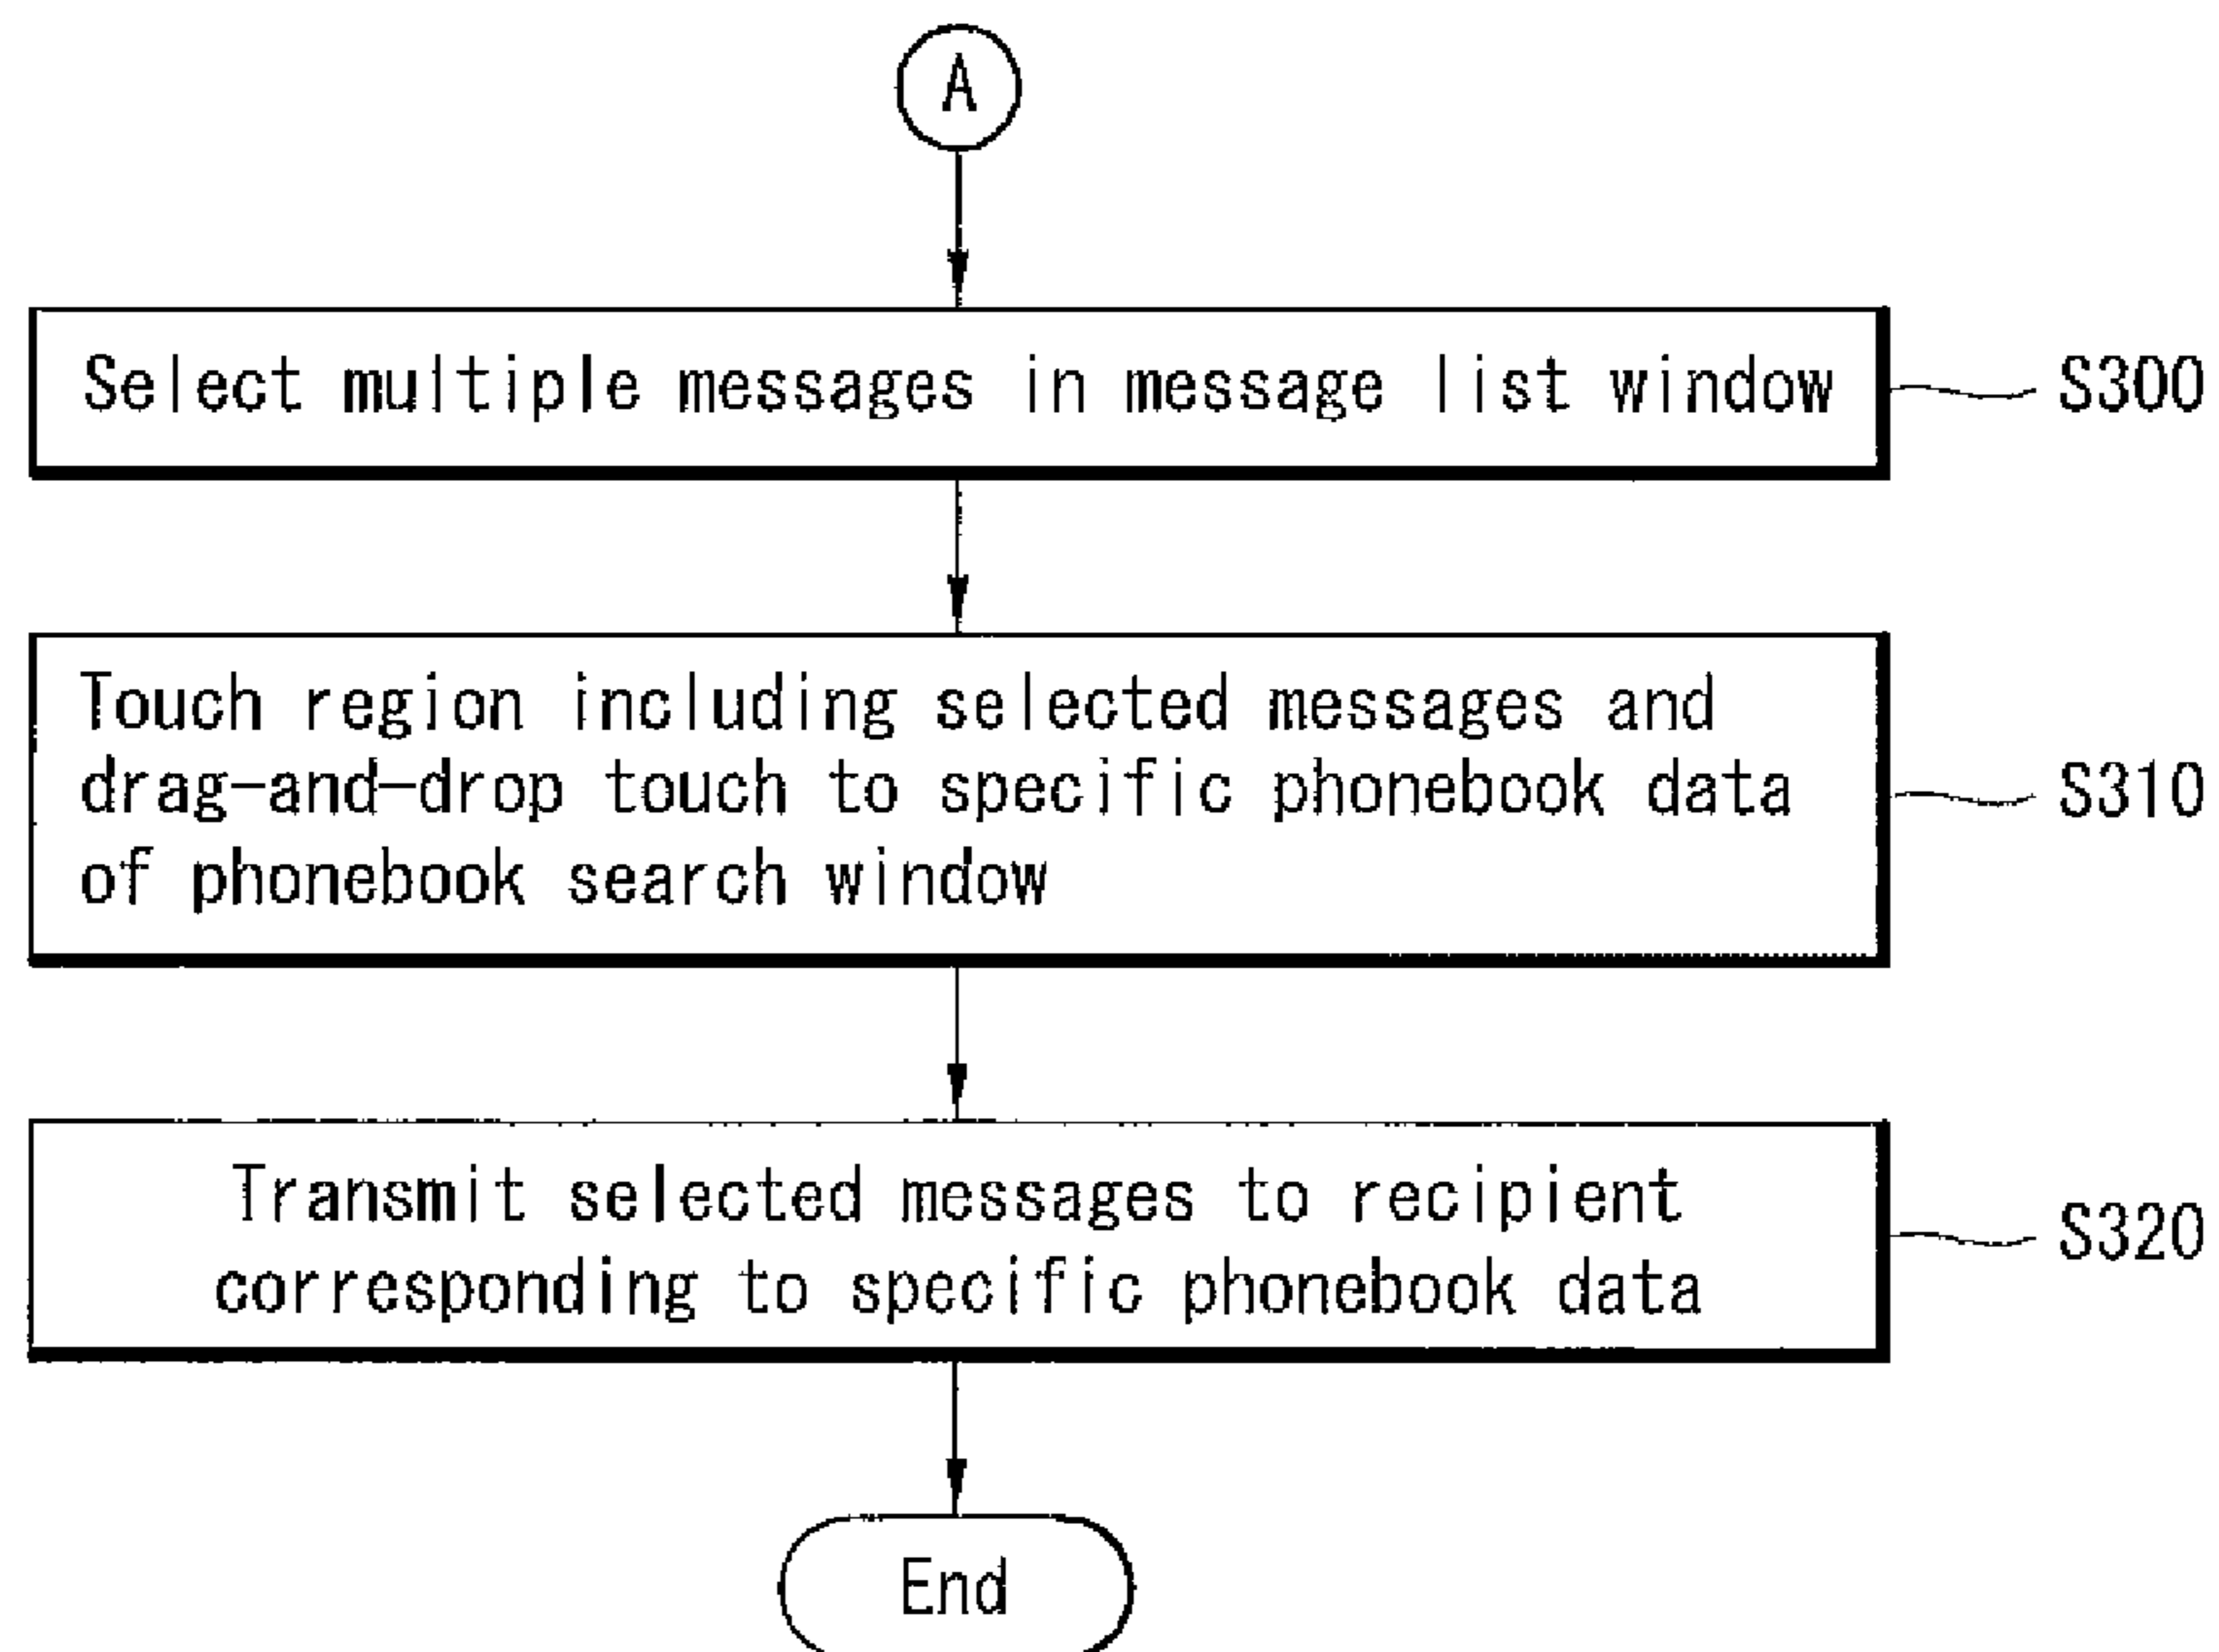 A
Select multiple messages in message list window
S300
Touch region including selected messages and
drag-and-drop touch to specific phonebook data
of phonebook search window
S310
Transmit selected messages to recipient
corresponding to specific phonebook data
S320
End